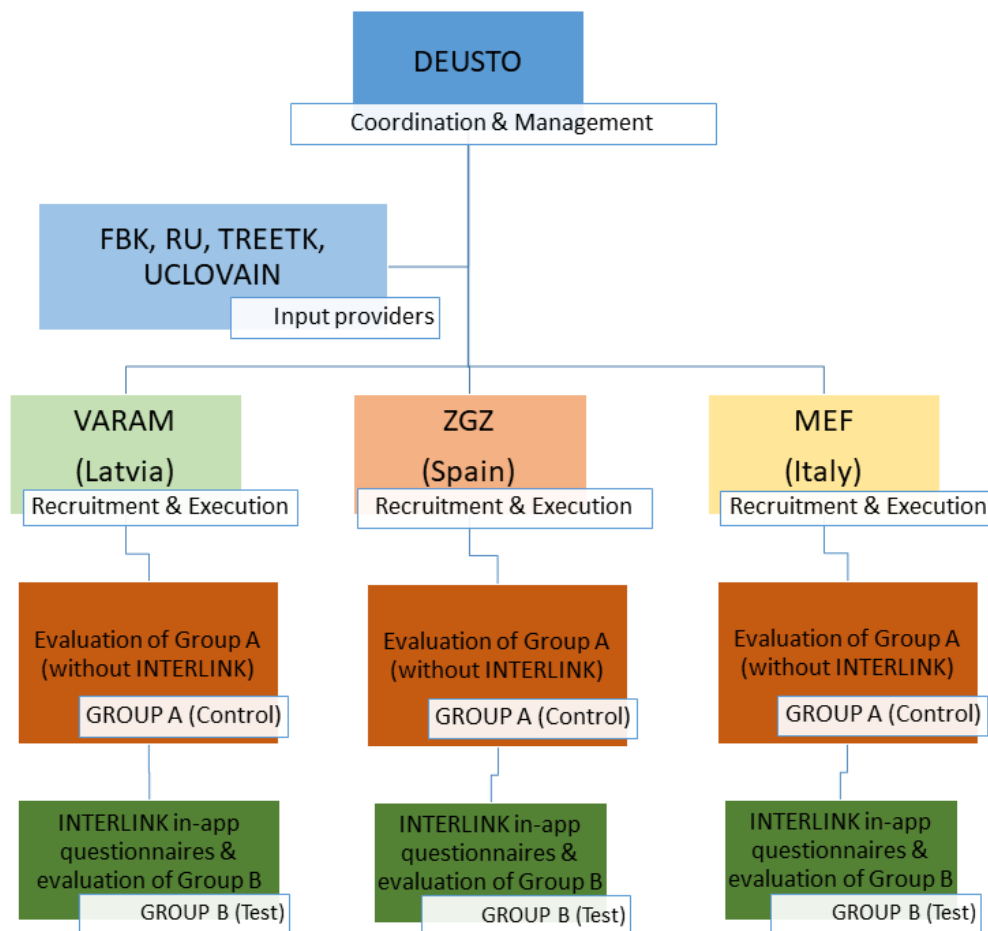 DEUSTO
Coordination & Management
FBK, RU, TREETK,
UCLOVAIN
Input providers
VARAM
(Latvia)
Recruitment & Execution
ZGZ
(Spain)
Recruitment & Execution
MEF
(Italy)
Recruitment & Execution
Evaluation of Group A
(without INTERLINK)
GROUP A (Control)
Evaluation of Group A
(without INTERLINK)
GROUP A (Control)
Evaluation of Group A
(without INTERLINK)
GROUP A (Control)
INTERLINK in-app
questionnaires &
evaluation of Group B
GROUP B (Test)
INTERLINK in-app
questionnaires &
evaluation of Group B
GROUP B (Test)
INTERLINK in-app
questionnaires &
evaluation of Group B
GROUP B (Test)